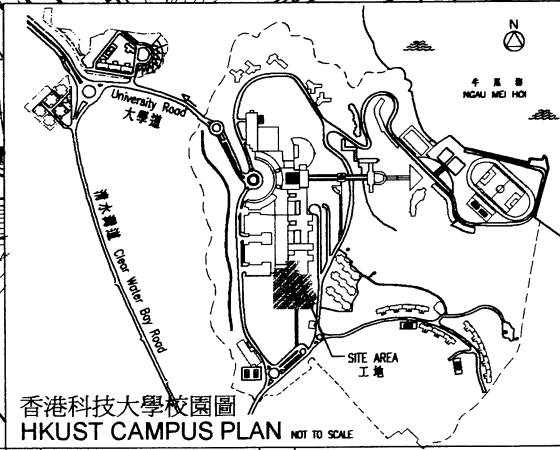 N
牛尾海
NGAU MEI HOI
University Road
大學道
清水灣道 Clear Water Bay Road
SITE AREA
工地
香港科技大學校園圖
HKUST CAMPUS PLAN NOT TO SCALE